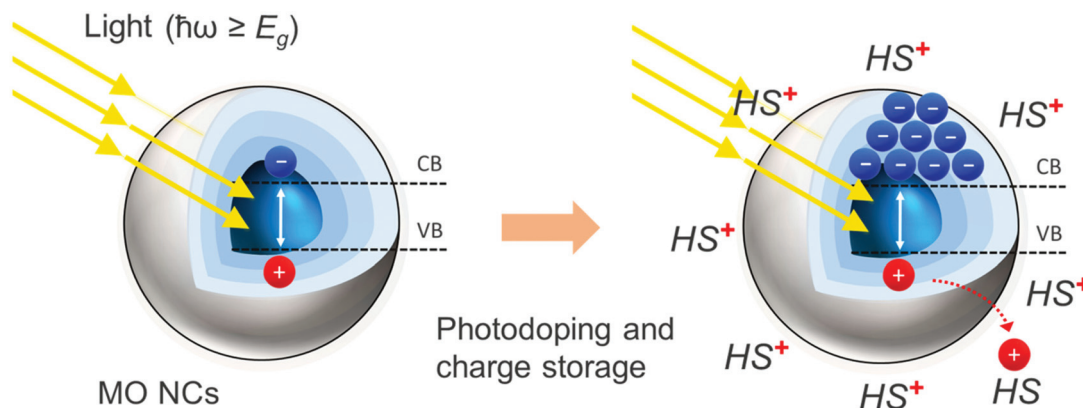 Light (ħω ≥ Eg)
CB
VB
MO NCs
Photodoping and
charge storage
HS+
HS+
HS+
CB
VB
HS+
HS+
HS+
HS+
HS
−
+
−
−
−
−
−
−
−
−
−
+
+